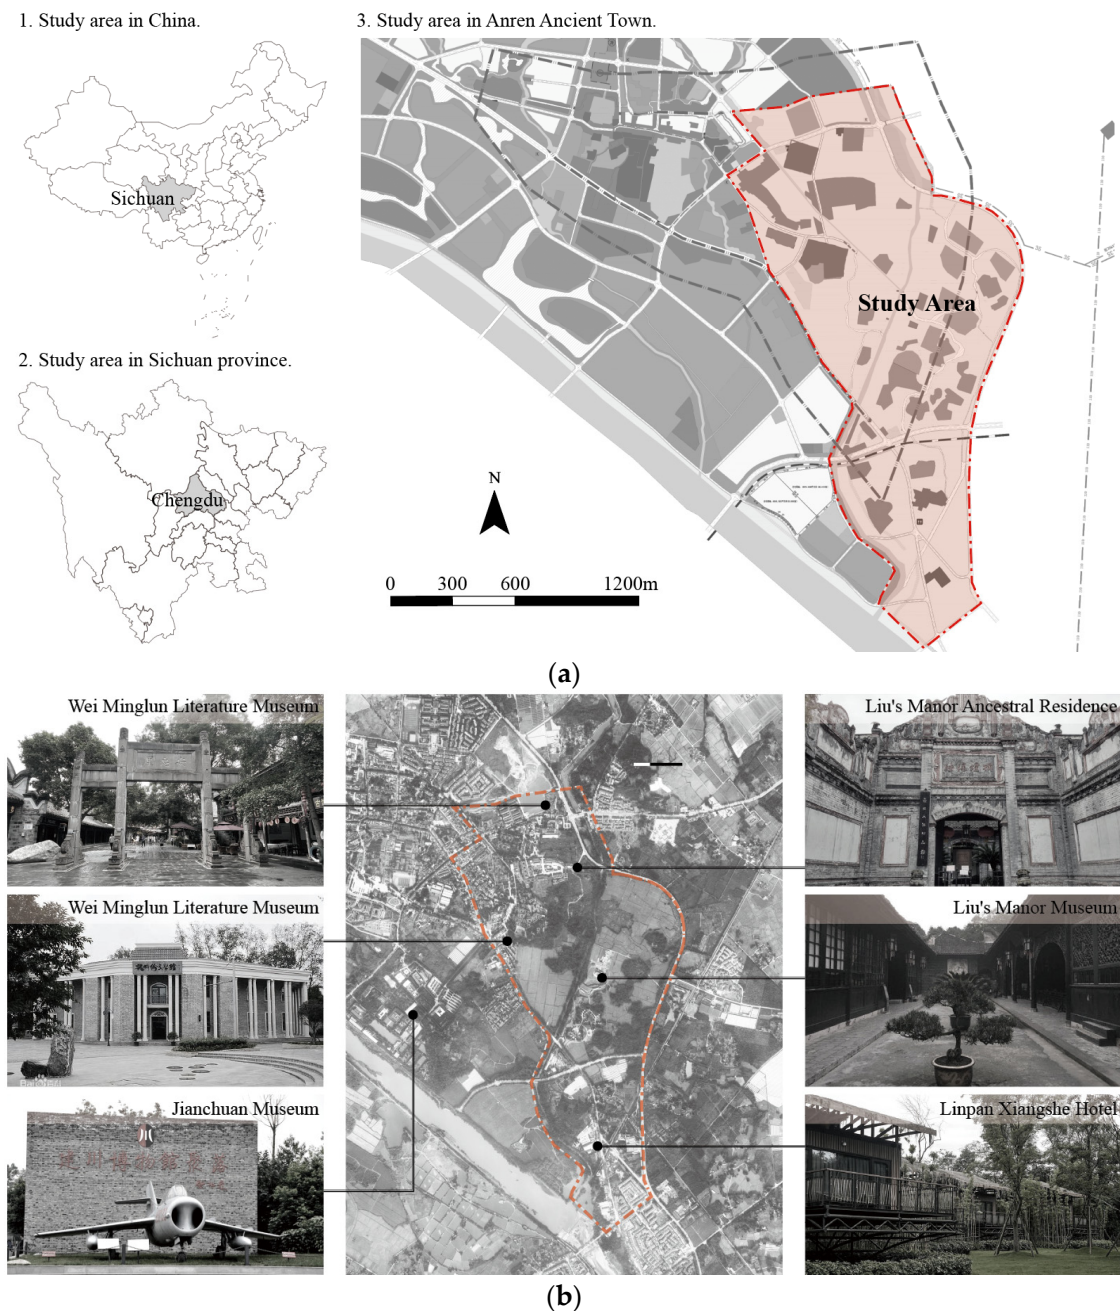 1. Study area in China.
3. Study area in Anren Ancient Town.
Sichuan
Study Area
2. Study area in Sichuan province.
Chengdu
N
0 300 600 1200m
(a)
Wei Minglun Literature Museum
Liu's Manor Ancestral Residence
Wei Minglun Literature Museum
Liu's Manor Museum
Jianchuan Museum
Linpan Xiangshe Hotel
(b)